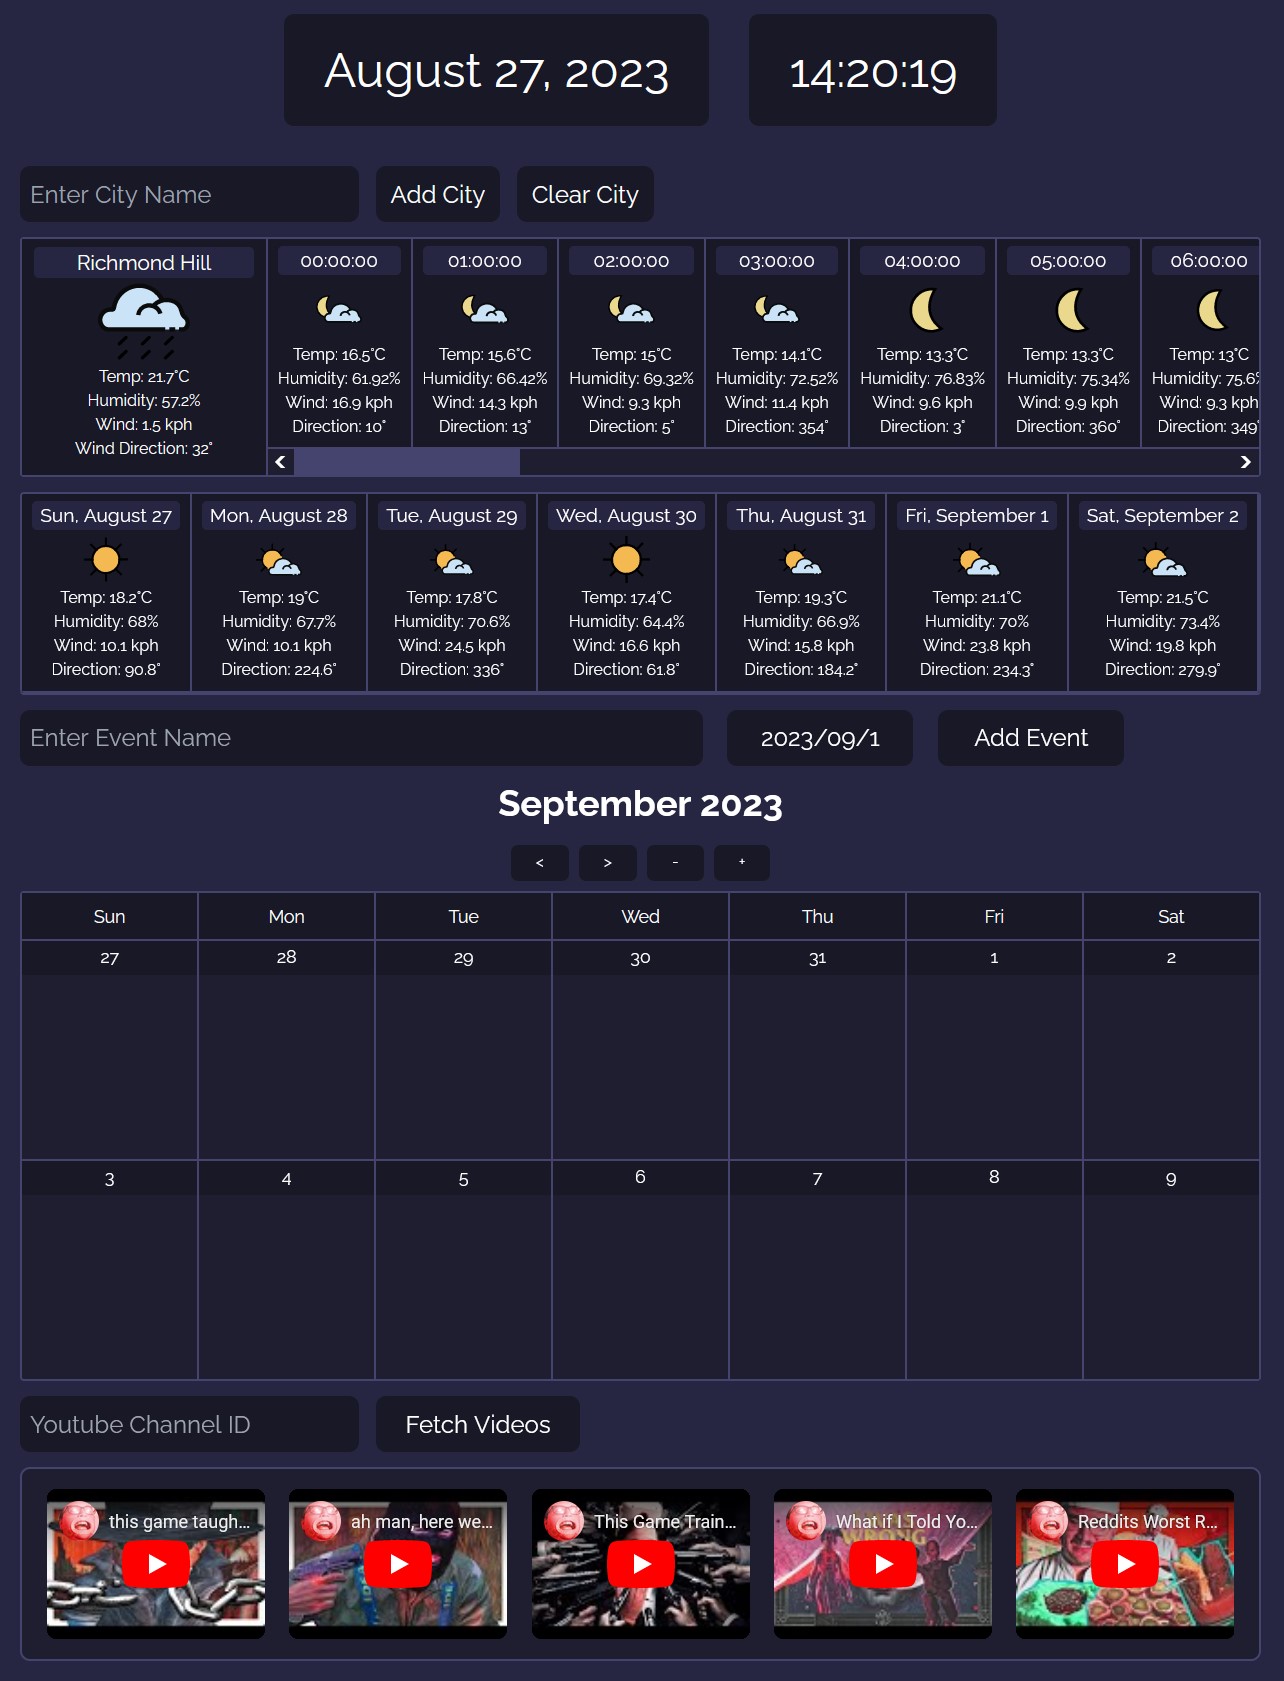 August 27, 2023
14:20:19
Enter City Name
Add City
Clear City
Richmond Hill
Temp: 21.7°C
Humidity: 57.2%
Wind: 1.5 kph
Wind Direction: 32°
00:00:00
Temp: 16.5°C
Humidity: 61.92%
Wind: 16.9 kph
Direction: 10°
01:00:00
Temp: 15.6°C
Humidity: 66.42%
Wind: 14.3 kph
Direction: 13°
02:00:00
Temp: 15°C
Humidity: 69.32%
Wind: 9.3 kph
Direction: 5°
03:00:00
Temp: 14.1°C
Humidity: 72.52%
Wind: 11.4 kph
Direction: 354°
04:00:00
Temp: 13.3°C
Humidity: 76.83%
Wind: 9.6 kph
Direction: 3°
05:00:00
Temp: 13.3°C
Humidity: 75.34%
Wind: 9.9 kph
Direction: 360°
06:00:00
Temp: 13°C
Humidity: 75.6%
Wind: 9.3 kph
Direction: 349°
Sun, August 27
Temp: 18.2°C
Humidity: 68%
Wind: 10.1 kph
Direction: 90.8°
Mon, August 28
Temp: 19°C
Humidity: 67.7%
Wind: 10.1 kph
Direction: 224.6°
Tue, August 29
Temp: 17.8°C
Humidity: 70.6%
Wind: 24.5 kph
Direction: 336°
Wed, August 30
Temp: 17.4°C
Humidity: 64.4%
Wind: 16.6 kph
Direction: 61.8°
Thu, August 31
Temp: 19.3°C
Humidity: 66.9%
Wind: 15.8 kph
Direction: 184.2°
Fri, September 1
Temp: 21.1°C
Humidity: 70%
Wind: 23.8 kph
Direction: 234.3°
Sat, September 2
Temp: 21.5°C
Humidity: 73.4%
Wind: 19.8 kph
Direction: 279.9°
Enter Event Name
2023/09/1
Add Event
September 2023
< > - +
Sun Mon Tue Wed Thu Fri Sat
27 28 29 30 31 1 2
3 4 5 6 7 8 9
Youtube Channel ID
Fetch Videos
this game taugh...
ah man, here we...
This Game Train...
What if I Told Yo...
WRONG
Reddits Worst R...